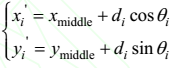 x_i' = x_middle + d_i cos θ_i
y_i' = y_middle + d_i sin θ_i